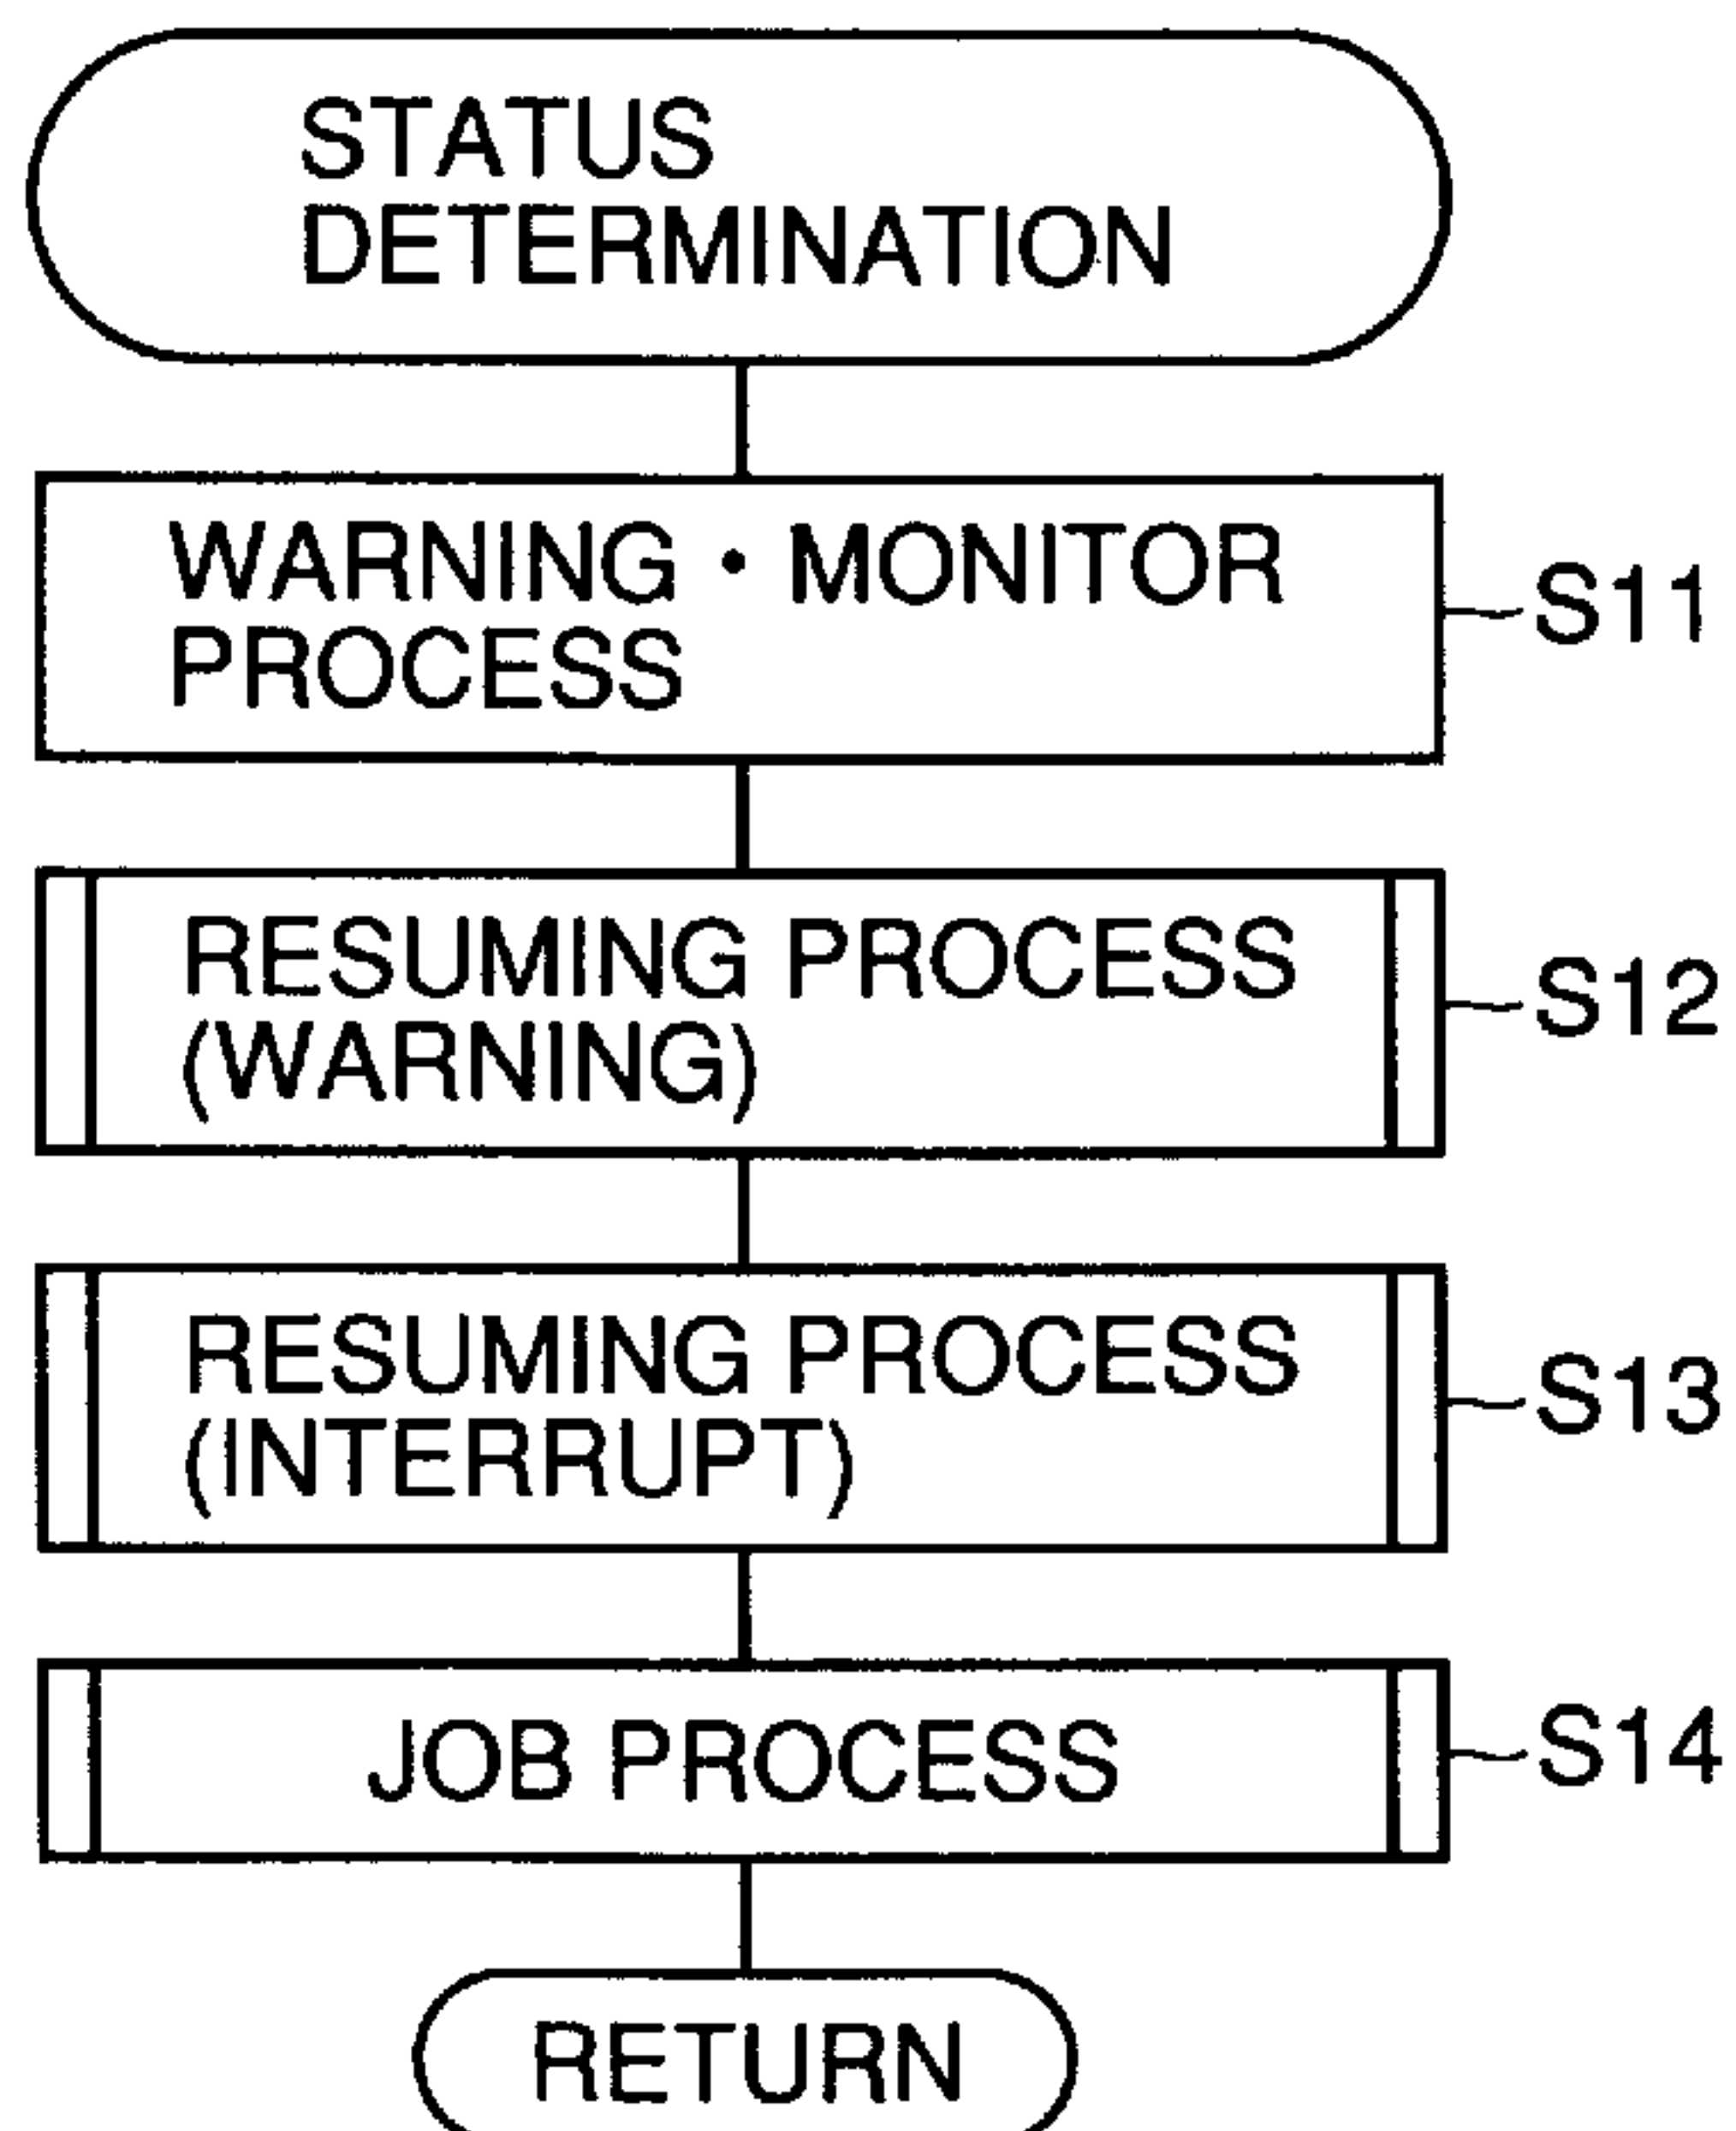 STATUS
DETERMINATION
WARNING • MONITOR
PROCESS
S11
RESUMING PROCESS
(WARNING)
S12
RESUMING PROCESS
(INTERRUPT)
S13
JOB PROCESS
S14
RETURN